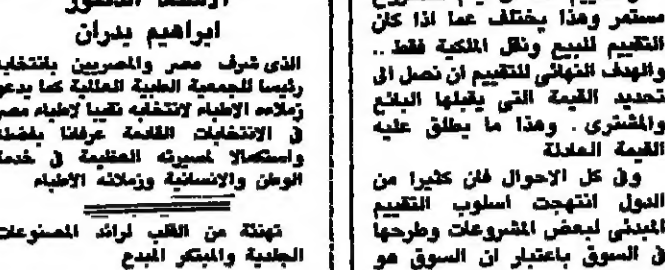 مستمر وهذا يختلف عما اذا كان
التقييم للبيع ونقل الملكية فقط ..
والهدف النهائى للتقييم ان نصل الى
تحديد القيمة التى يقبلها البائع
والمشترى . وهذا ما يطلق عليه
القيمة العادلة
وفى كل الاحوال فان كثيرا من
الدول انتهجت اسلوب التقييم
المبدئى لبعض المشروعات وطرحها
فى السوق باعتبار ان السوق هو
الاستاذ الدكتور
ابراهيم بدران
الذى شرف مصر والمصريين بانتخابه
رئيسا للجمعية الطبية العالمية كما يدعو
زملاءه الاطباء لانتخابه نقيبا لاطباء مصر
فى الانتخابات القادمة عرفانا بفضله
واستكمالا لمسيرته العظيمة فى خدمة
الوطن والانسانية وزملائه الاطباء
تهنئة من القلب لرائد المصنوعات
الجلدية والمبتكر المبدع